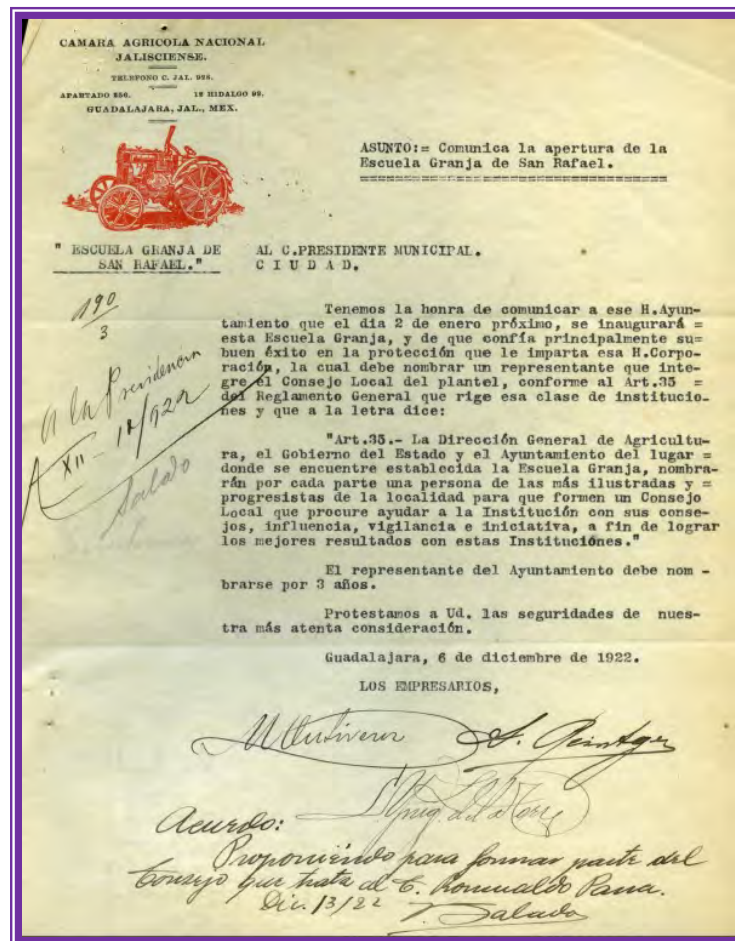 CAMARA AGRICOLA NACIONAL
JALISCIENSE.
TELEFONO C. JAL. 928.
APARTADO 856. 1ª HIDALGO 98.
GUADALAJARA, JAL., MEX.
ASUNTO:= Comunica la apertura de la
Escuela Granja de San Rafael.
" ESCUELA GRANJA DE
SAN RAFAEL."
AL C.PRESIDENTE MUNICIPAL.
C I U D A D.
190
3
A la Presidencia
XII - 12/922
Salado
Tenemos la honra de comunicar a ese H.Ayun-
tamiento que el dia 2 de enero próximo, se inaugurará =
esta Escuela Granja, y de que confía principalmente su=
buen éxito en la protección que le imparta esa H.Corpo-
ración, la cual debe nombrar un representante que inte-
gre el Consejo Local del plantel, conforme al Art.35 =
del Reglamento General que rige esa clase de institucio-
nes y que a la letra dice:
"Art.35.- La Dirección General de Agricultu-
ra, el Gobierno del Estado y el Ayuntamiento del lugar =
donde se encuentre establecida la Escuela Granja, nombra-
rán por cada parte una persona de las más ilustradas y =
progresistas de la localidad para que formen un Consejo
Local que procure ayudar a la Institución con sus conse-
jos, influencia, vigilancia e iniciativa, a fin de lograr
los mejores resultados con estas Instituciónes."
El representante del Ayuntamiento debe nom -
brarse por 3 años.
Protestamos a Ud. las seguridades de nues-
tra más atenta consideración.
Guadalajara, 6 de diciembre de 1922.
LOS EMPRESARIOS,
Acuerdo:
Proponiéndo para formar parte del
Consejo que trata al C. Romualdo Parra.
Dic. 13/22
Salado